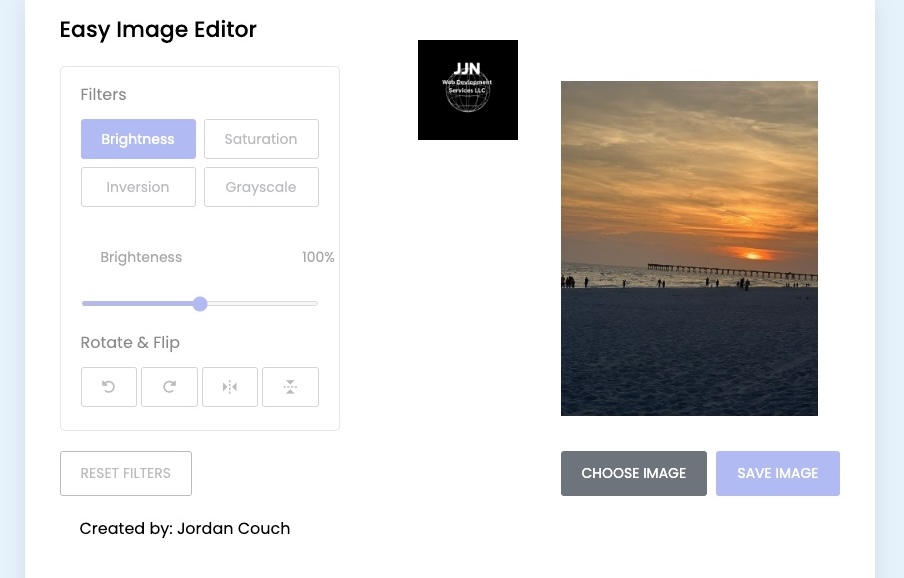 Easy Image Editor
JJN
Web Devlopment
Services LLC
Filters
Brightness
Saturation
Inversion
Grayscale
Brighteness
100%
Rotate & Flip
RESET FILTERS
CHOOSE IMAGE
SAVE IMAGE
Created by: Jordan Couch